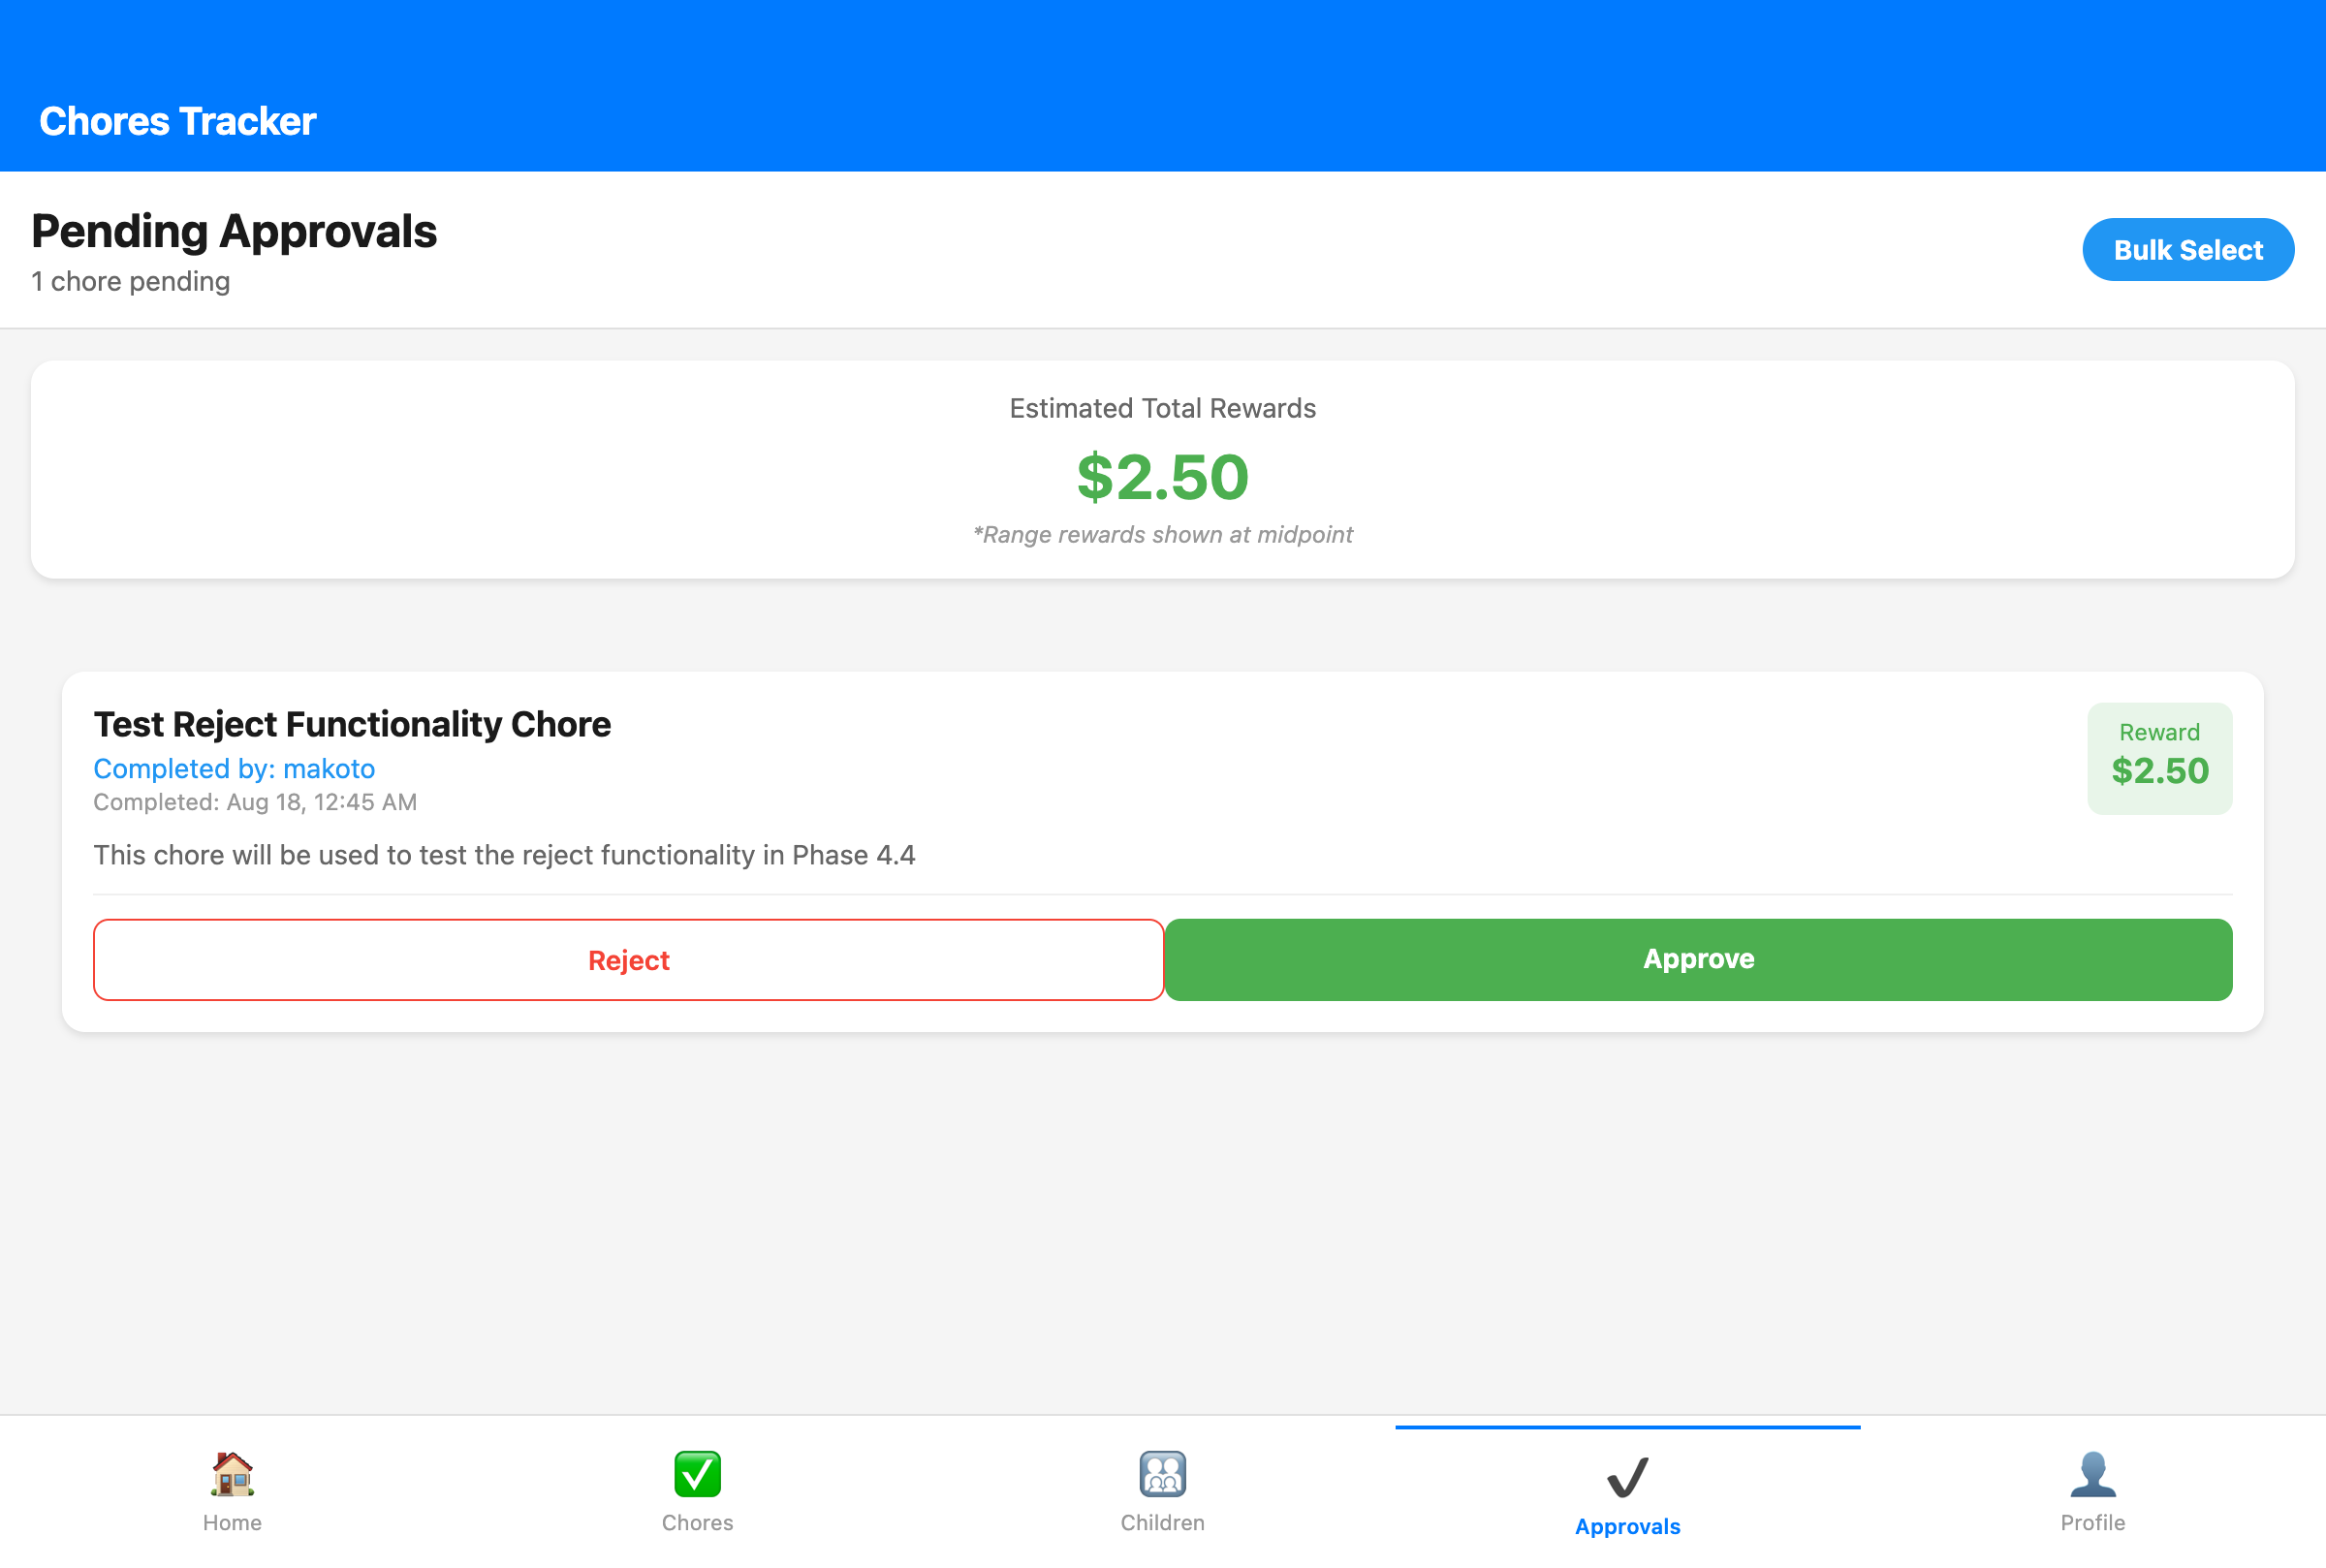 Chores Tracker
Pending Approvals
1 chore pending
Bulk Select
Estimated Total Rewards
$2.50
*Range rewards shown at midpoint
Test Reject Functionality Chore
Completed by: makoto
Completed: Aug 18, 12:45 AM
Reward
$2.50
This chore will be used to test the reject functionality in Phase 4.4
Reject
Approve
Home
Chores
Children
Approvals
Profile